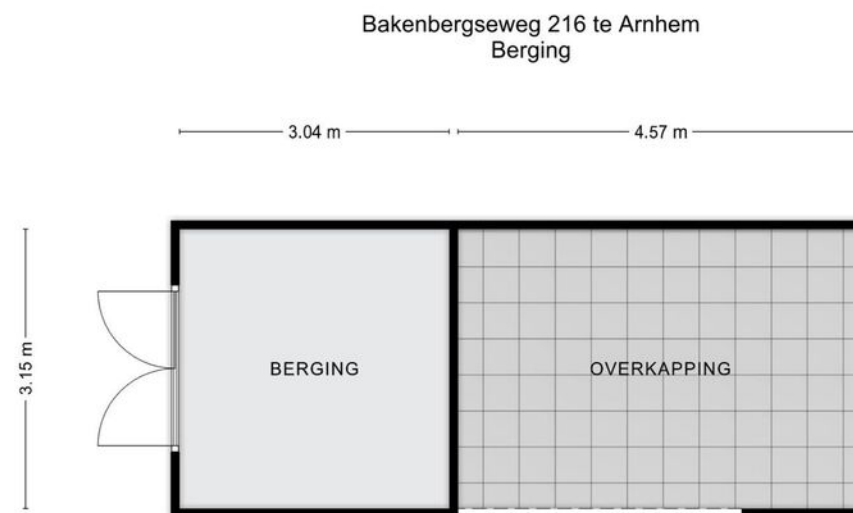 Bakenbergseweg 216 te Arnhem
Berging
3.04 m
4.57 m
3.15 m
BERGING
OVERKAPPING